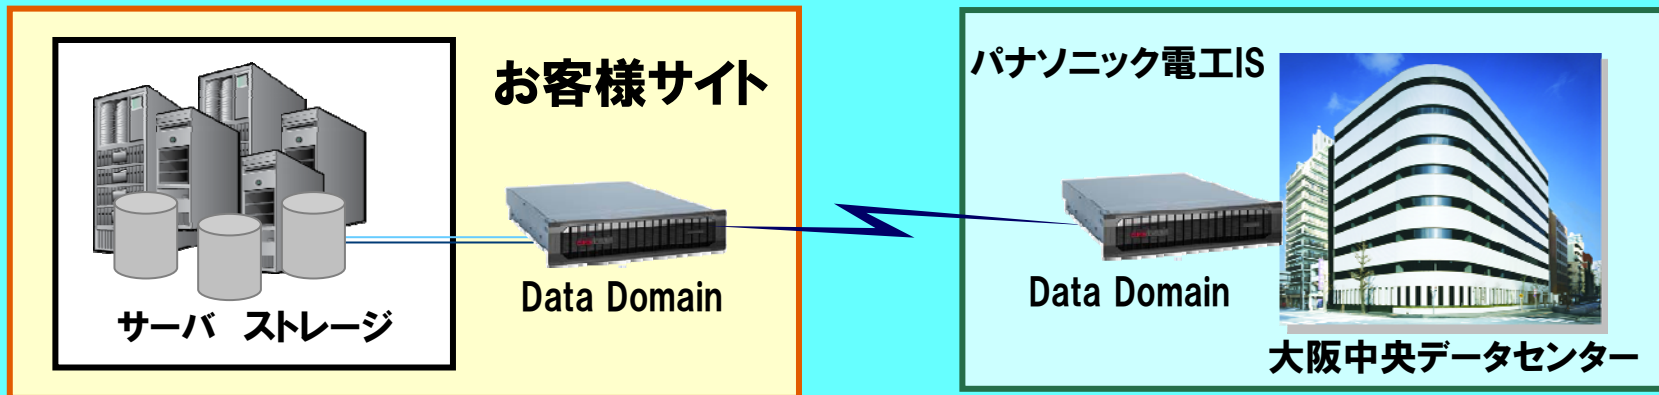 お客様サイト
サーバ ストレージ
Data Domain
パナソニック電工IS
Data Domain
大阪中央データセンター